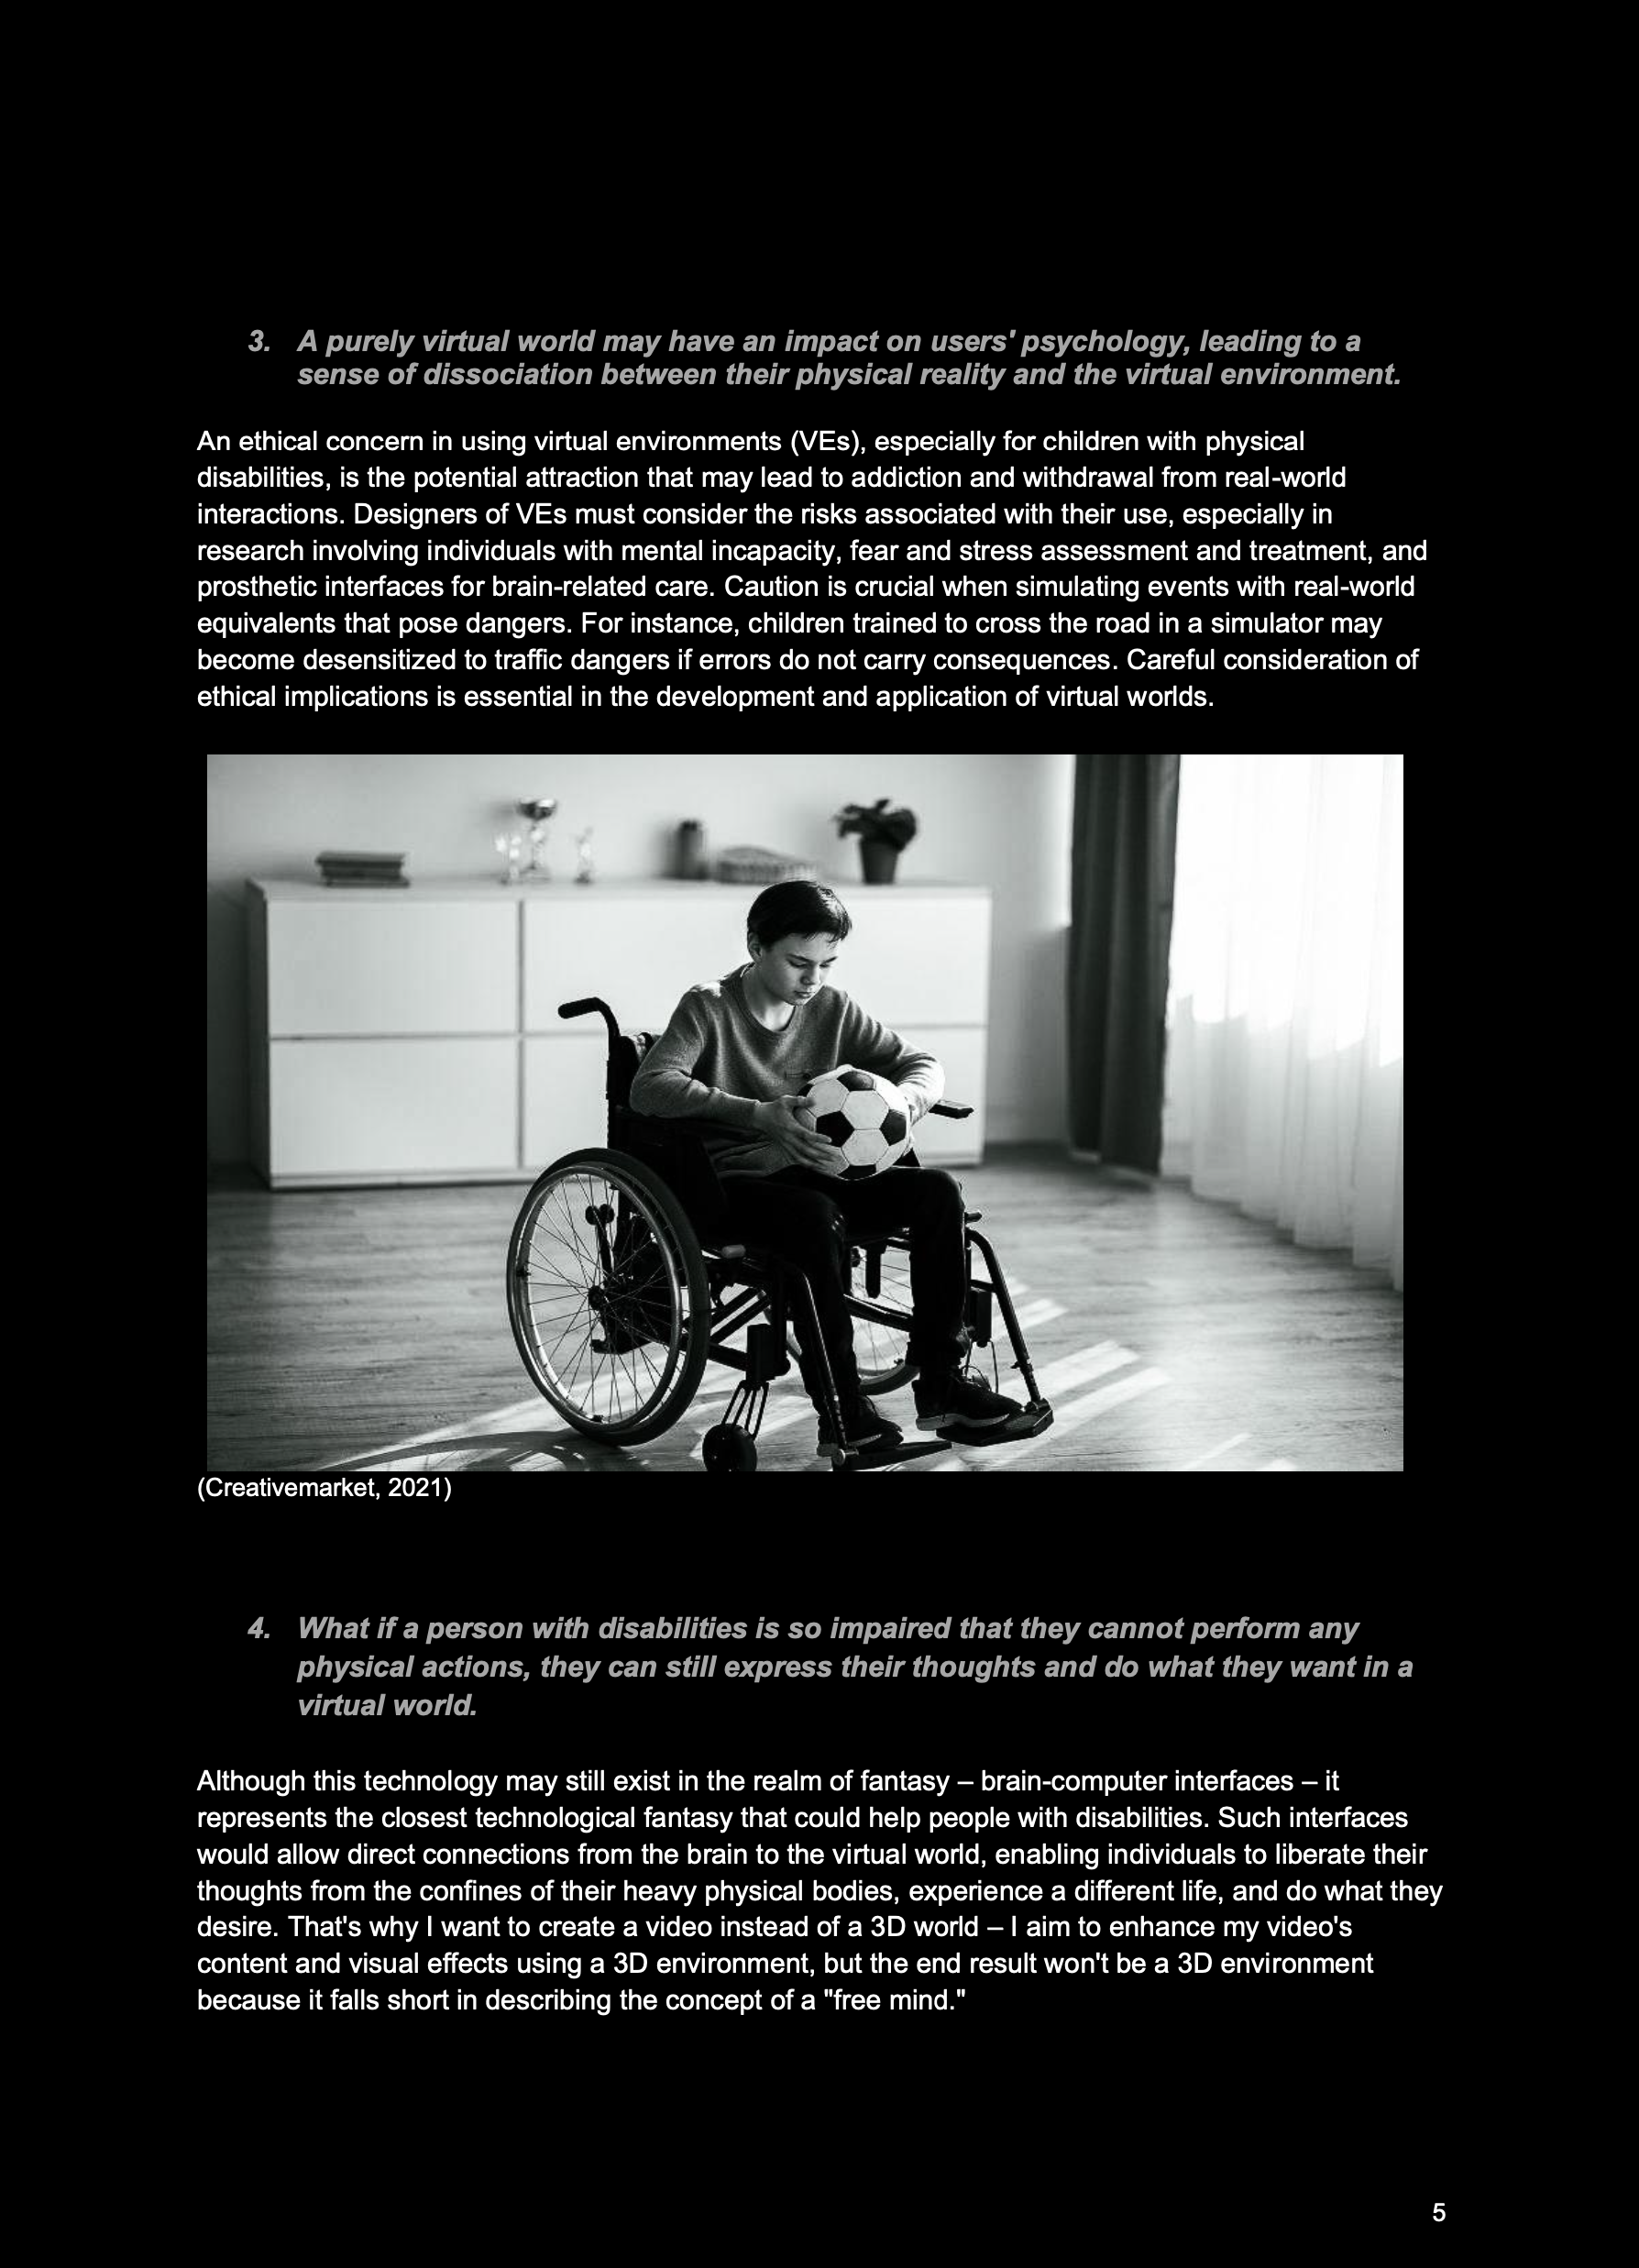 3. A purely virtual world may have an impact on users' psychology, leading to a
sense of dissociation between their physical reality and the virtual environment.
An ethical concern in using virtual environments (VEs), especially for children with physical
disabilities, is the potential attraction that may lead to addiction and withdrawal from real-world
interactions. Designers of VEs must consider the risks associated with their use, especially in
research involving individuals with mental incapacity, fear and stress assessment and treatment, and
prosthetic interfaces for brain-related care. Caution is crucial when simulating events with real-world
equivalents that pose dangers. For instance, children trained to cross the road in a simulator may
become desensitized to traffic dangers if errors do not carry consequences. Careful consideration of
ethical implications is essential in the development and application of virtual worlds.
(Creativemarket, 2021)
4. What if a person with disabilities is so impaired that they cannot perform any
physical actions, they can still express their thoughts and do what they want in a
virtual world.
Although this technology may still exist in the realm of fantasy – brain-computer interfaces – it
represents the closest technological fantasy that could help people with disabilities. Such interfaces
would allow direct connections from the brain to the virtual world, enabling individuals to liberate their
thoughts from the confines of their heavy physical bodies, experience a different life, and do what they
desire. That's why I want to create a video instead of a 3D world – I aim to enhance my video's
content and visual effects using a 3D environment, but the end result won't be a 3D environment
because it falls short in describing the concept of a "free mind."
5